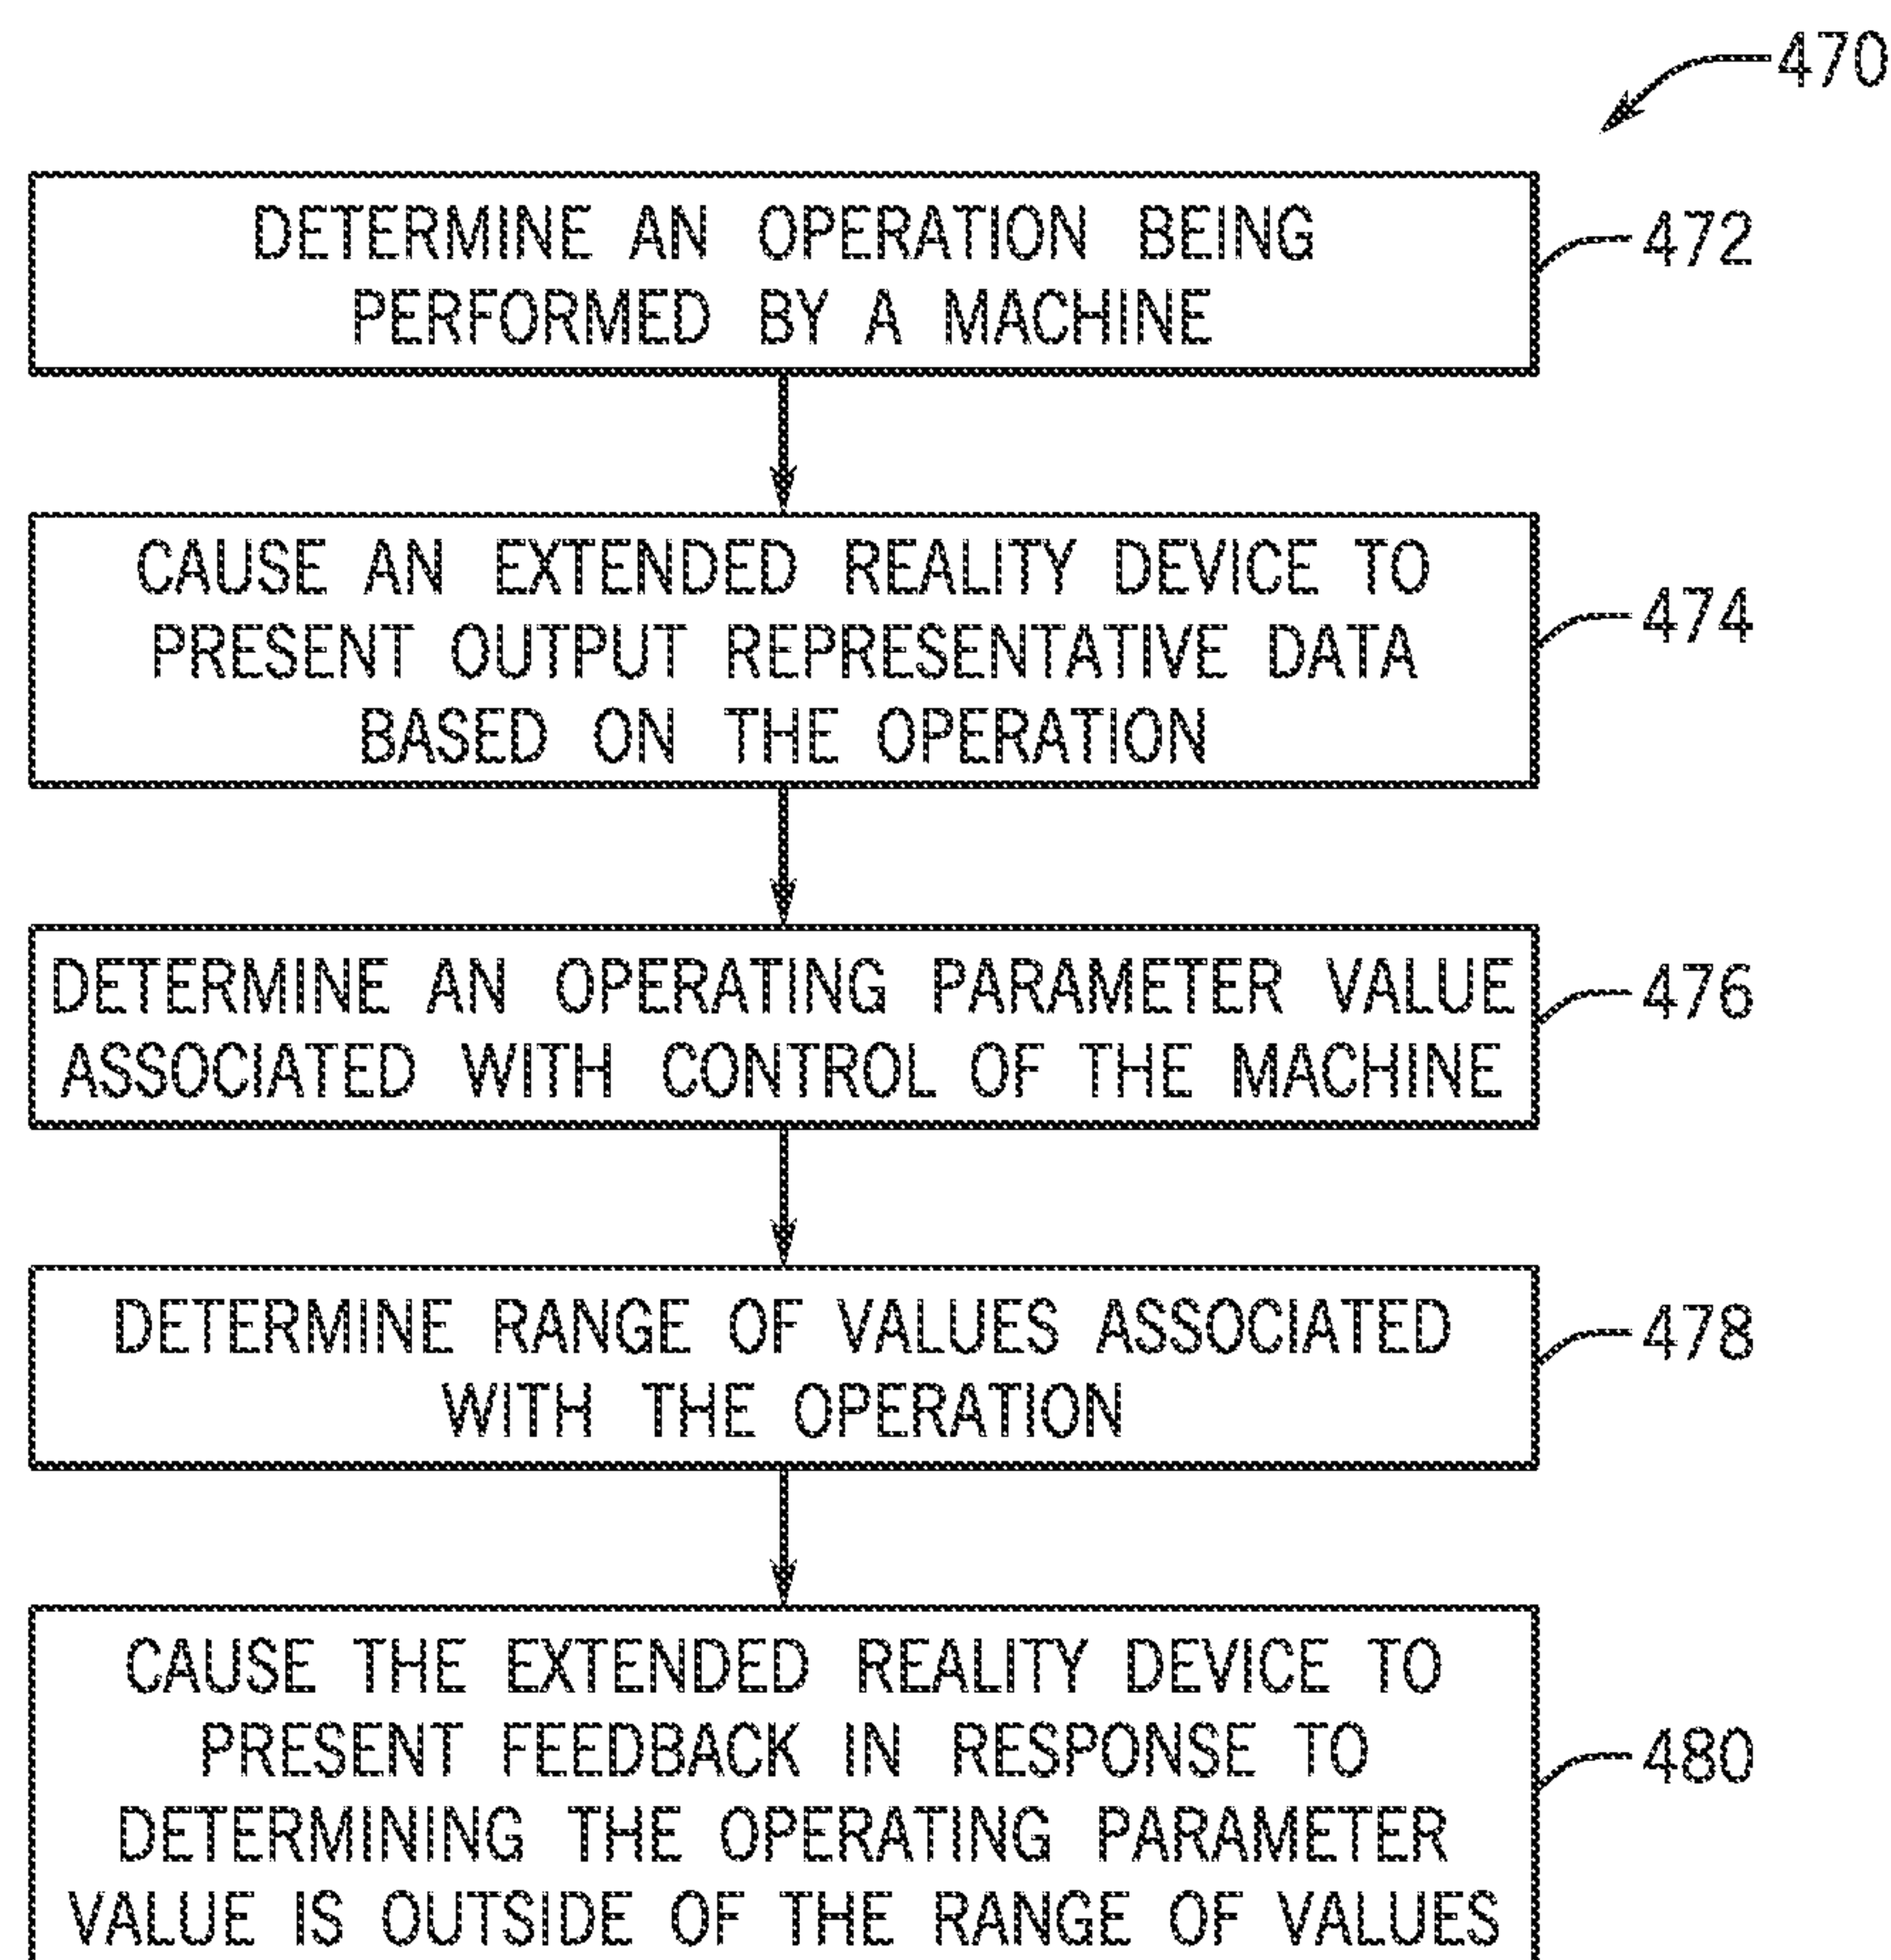 470
DETERMINE AN OPERATION BEING
PERFORMED BY A MACHINE
472
CAUSE AN EXTENDED REALITY DEVICE TO
PRESENT OUTPUT REPRESENTATIVE DATA
BASED ON THE OPERATION
474
DETERMINE AN OPERATING PARAMETER VALUE
ASSOCIATED WITH CONTROL OF THE MACHINE
476
DETERMINE RANGE OF VALUES ASSOCIATED
WITH THE OPERATION
478
CAUSE THE EXTENDED REALITY DEVICE TO
PRESENT FEEDBACK IN RESPONSE TO
DETERMINING THE OPERATING PARAMETER
VALUE IS OUTSIDE OF THE RANGE OF VALUES
480